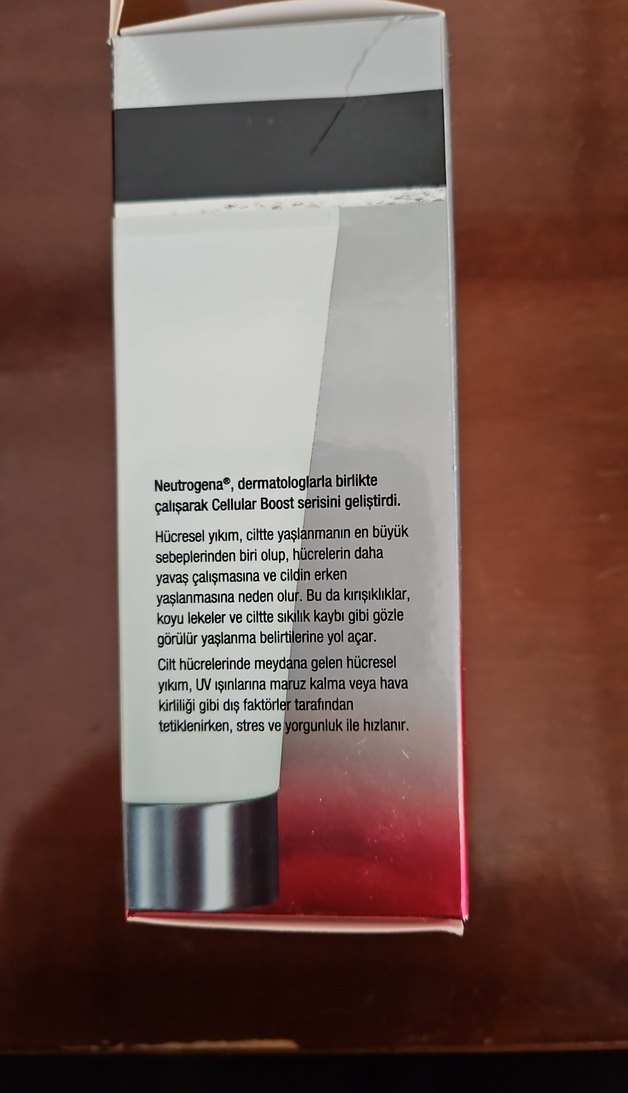 Neutrogena®, dermatologlarla birlikte
çalışarak Cellular Boost serisini geliştirdi.
Hücresel yıkım, ciltte yaşlanmanın en büyük
sebeplerinden biri olup, hücrelerin daha
yavaş çalışmasına ve cildin erken
yaşlanmasına neden olur. Bu da kırışıklıklar,
koyu lekeler ve ciltte sıkılık kaybı gibi gözle
görülür yaşlanma belirtilerine yol açar.
Cilt hücrelerinde meydana gelen hücresel
yıkım, UV ışınlarına maruz kalma veya hava
kirliliği gibi dış faktörler tarafından
tetiklenirken, stres ve yorgunluk ile hızlanır.